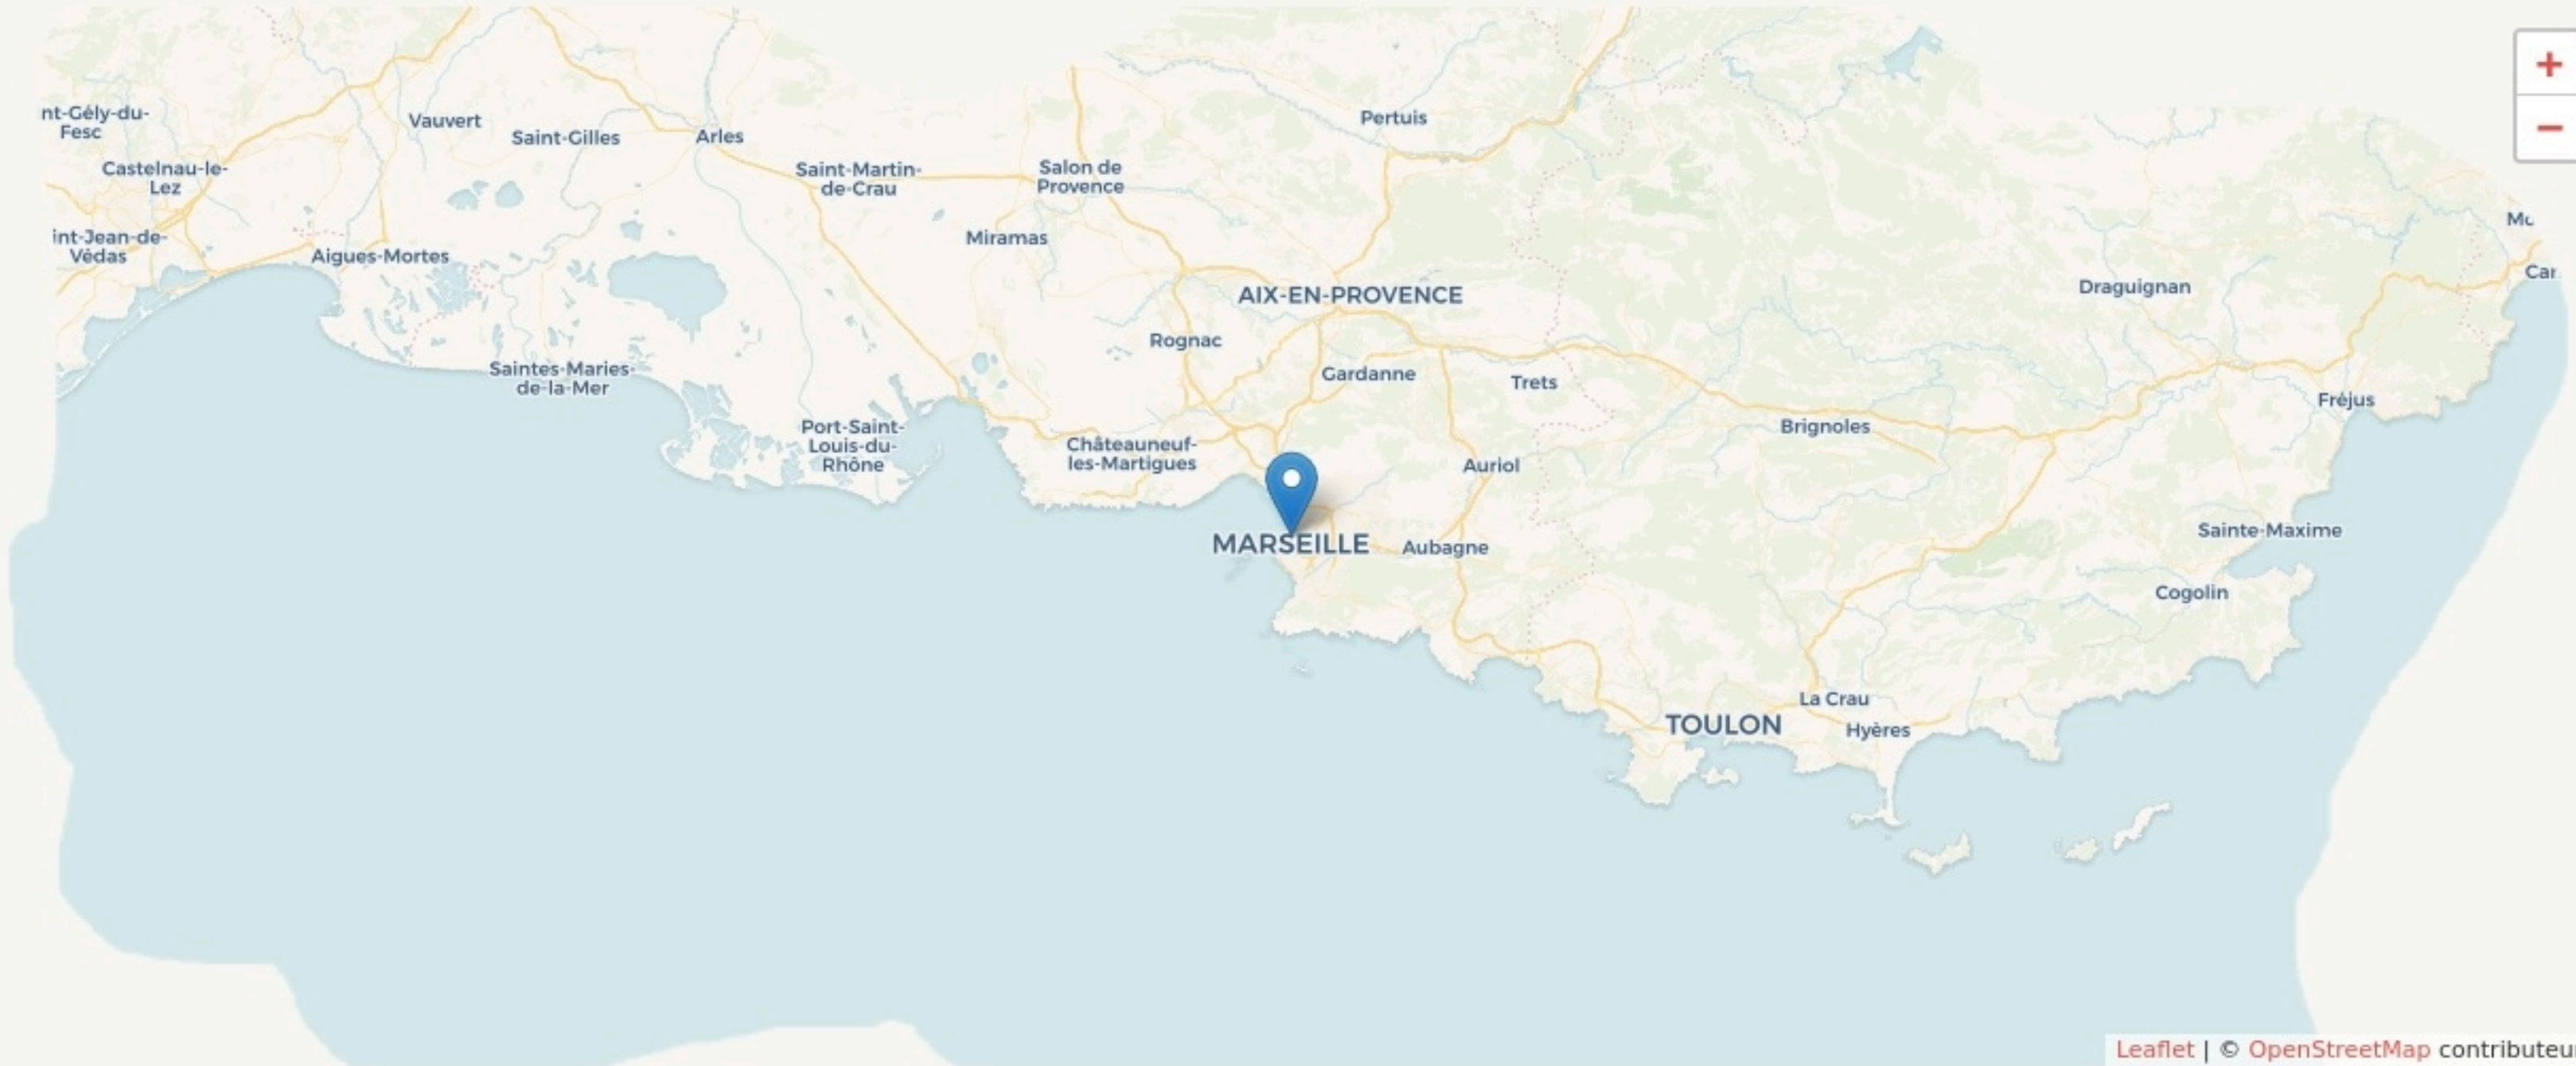 nt-Gély-du-
Fesc
Vauvert
Saint-Gilles
Arles
Pertuis
+
−
Castelnau-le-
Lez
Saint-Martin-
de-Crau
Salon de
Provence
int-Jean-de-
Védas
Aigues-Mortes
Miramas
Draguignan
Car
AIX-EN-PROVENCE
Rognac
Gardanne
Trets
Saintes-Maries-
de-la-Mer
Fréjus
Port-Saint-
Louis-du-
Rhône
Châteauneuf-
les-Martigues
Brignoles
Auriol
MARSEILLE
Aubagne
Sainte-Maxime
Cogolin
La Crau
TOULON
Hyères
Leaflet | © OpenStreetMap contributeu